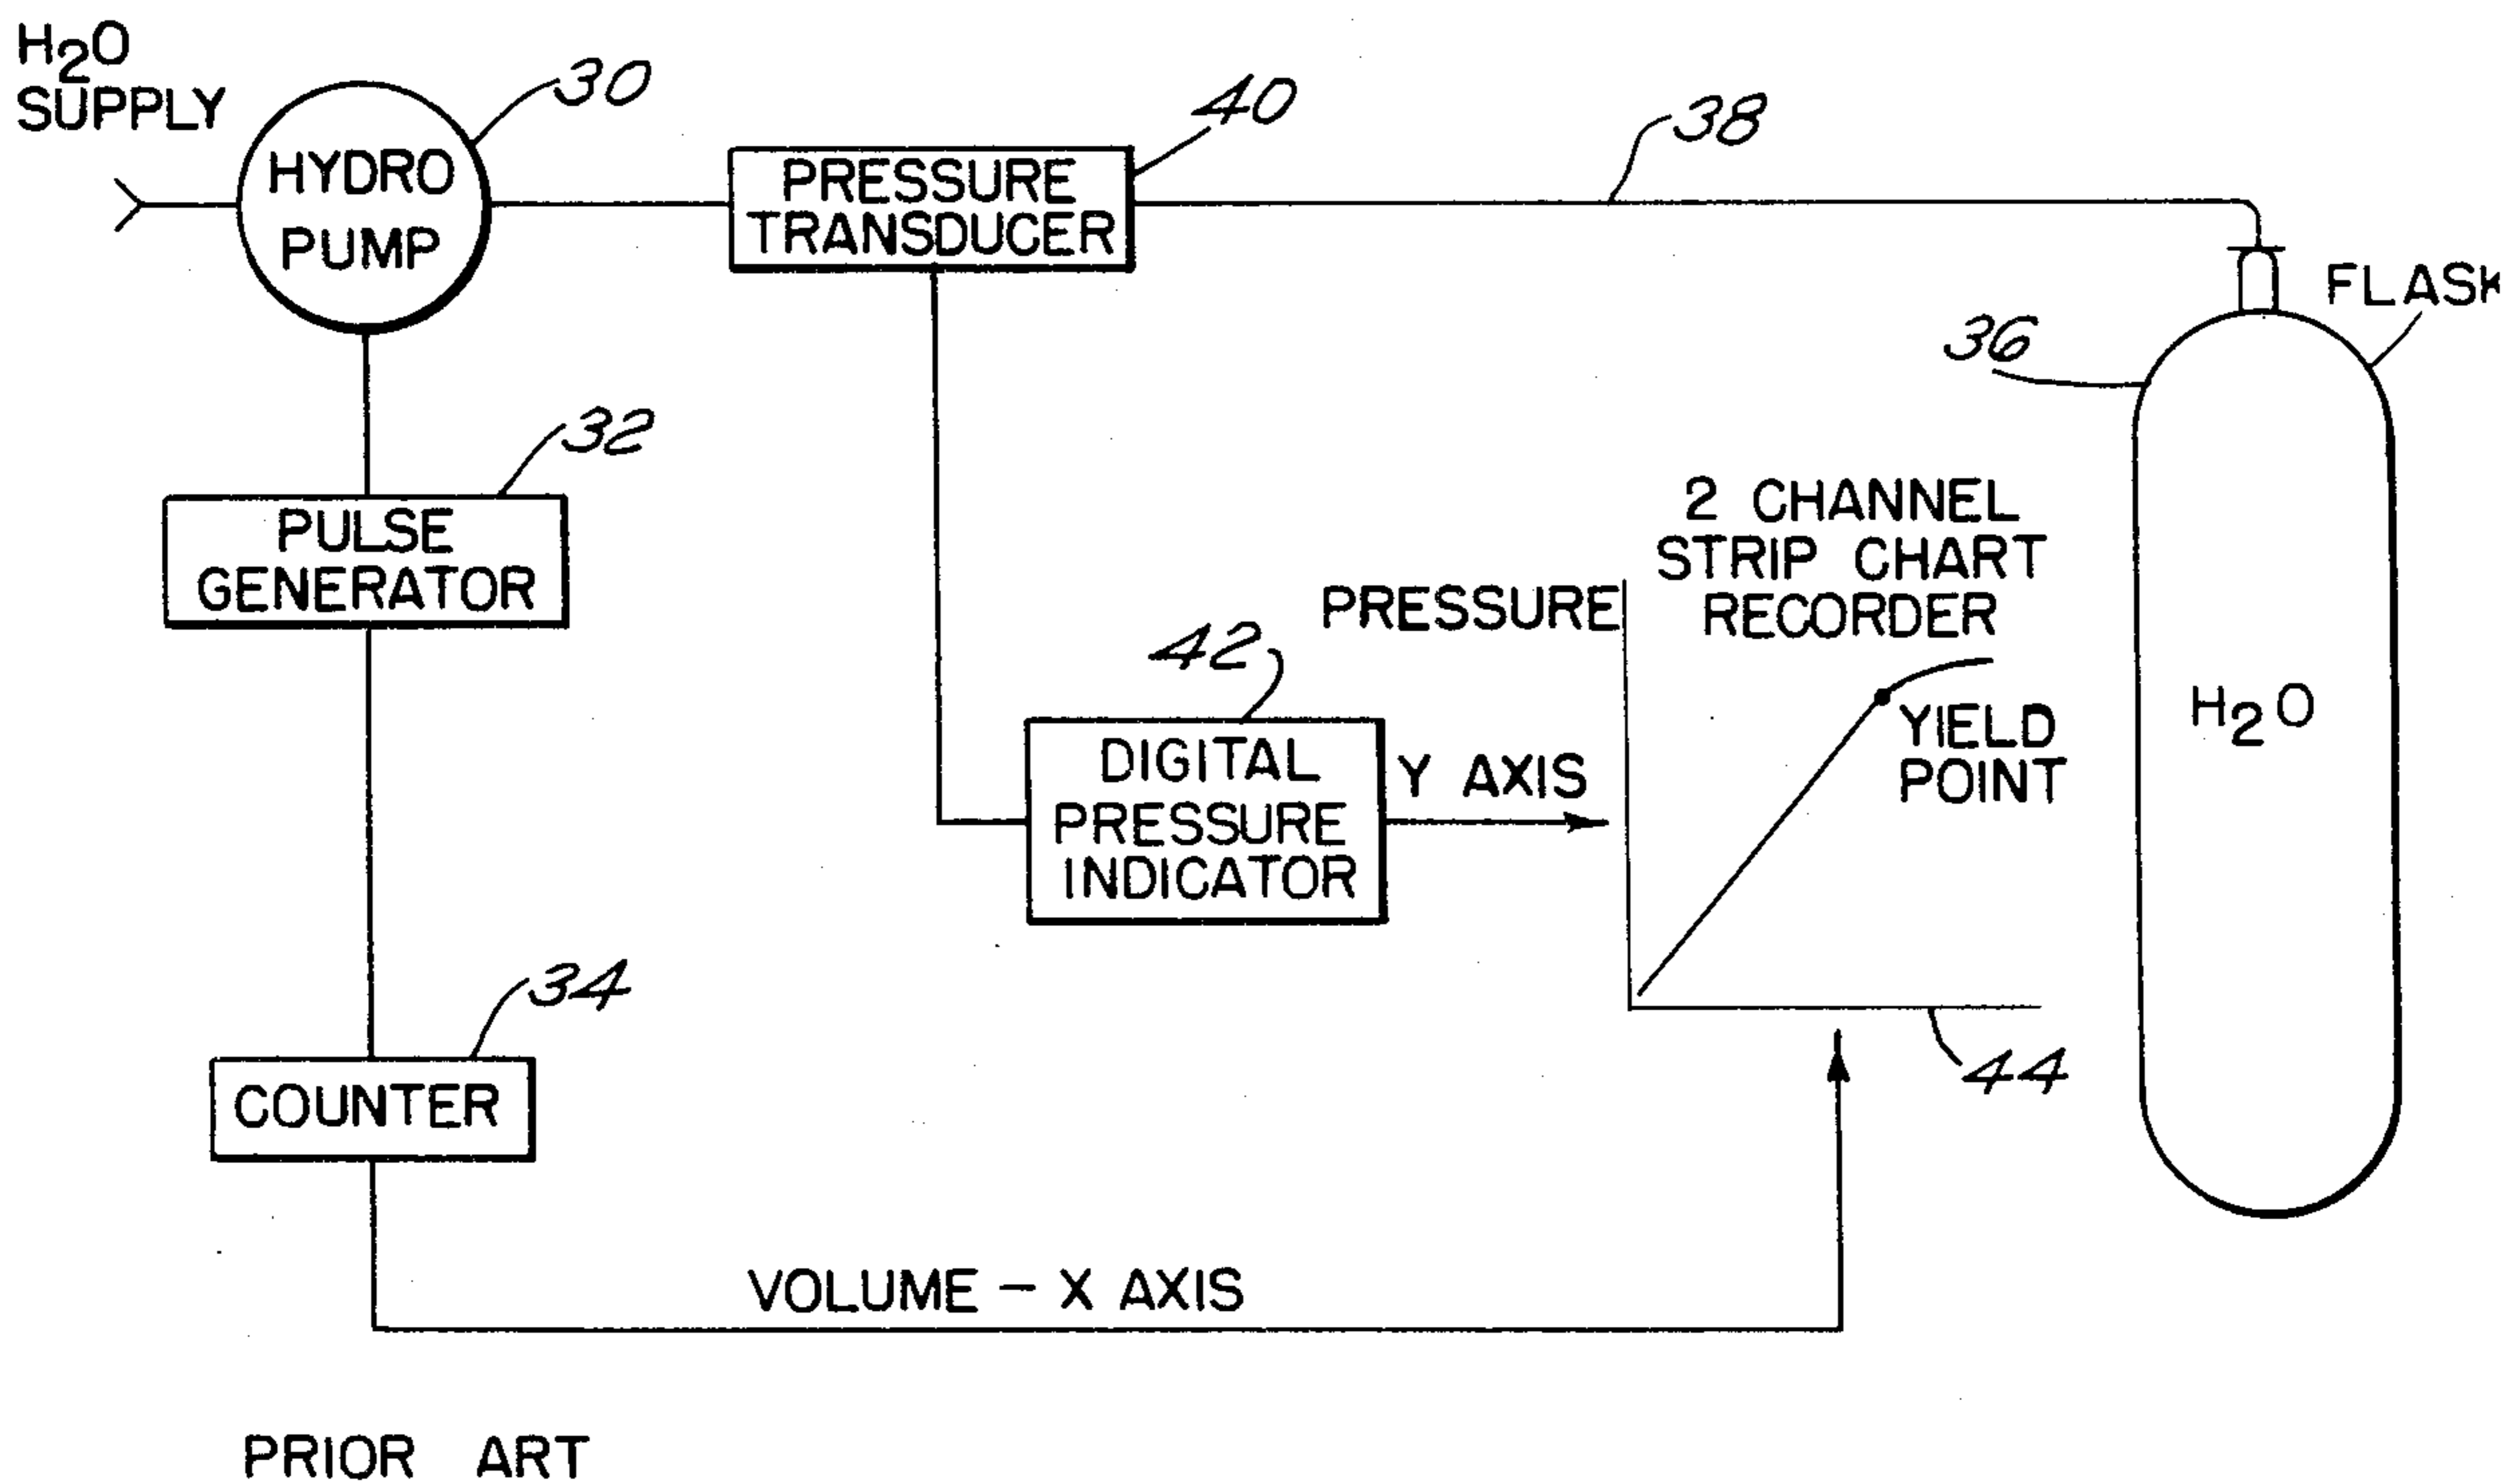 H2O
SUPPLY
30
HYDRO
PUMP
40
PRESSURE
TRANSDUCER
38
FLASK
36
32
PULSE
GENERATOR
2 CHANNEL
STRIP CHART
RECORDER
PRESSURE
42
DIGITAL
PRESSURE
INDICATOR
Y AXIS
YIELD
POINT
H2O
34
COUNTER
44
VOLUME – X AXIS
PRIOR ART